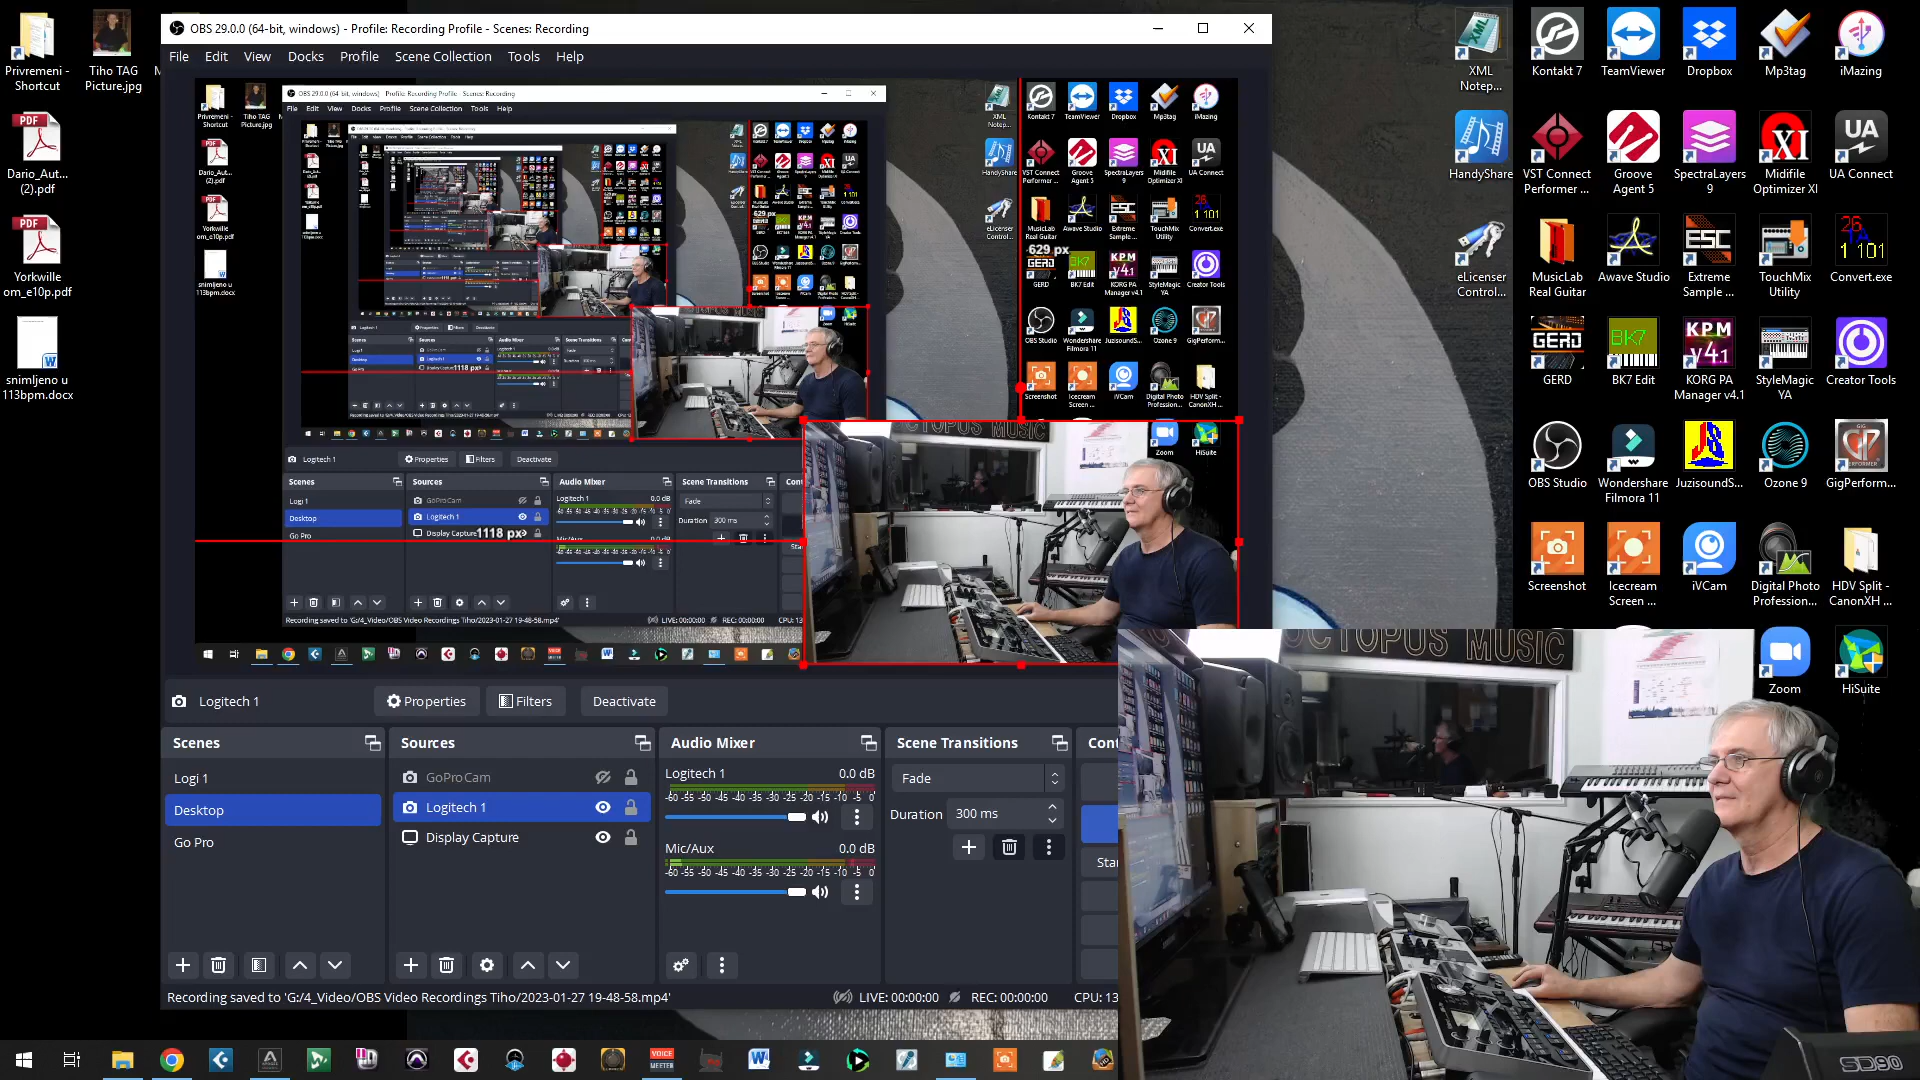 OBS 29.0.0 (64-bit, windows) - Profile: Recording Profile - Scenes: Recording
File Edit View Docks Profile Scene Collection Tools Help
Privremeni -
Shortcut
Tiho TAG
Picture.jpg
Dario_Aut...
(2).pdf
Yorkwille
om_e10p.pdf
snimljeno u
113bpm.docx
XML
Notep...
Kontakt 7
TeamViewer
Dropbox
Mp3tag
iMazing
HandyShare
VST Connect
Performer ...
Groove
Agent 5
SpectraLayers
9
Midifile
Optimizer XI
UA Connect
eLicenser
Control...
MusicLab
Real Guitar
Awave Studio
Extreme
Sample ...
TouchMix
Utility
Convert.exe
GERD
BK7 Edit
KORG PA
Manager v4.1
StyleMagic
YA
Creator Tools
OBS Studio
Wondershare
Filmora 11
JuzisoundS...
Ozone 9
GigPerform...
Screenshot
Icecream
Screen ...
iVCam
Digital Photo
Profession...
HDV Split -
CanonXH ...
Zoom
HiSuite
629 px
1118 px
Logitech 1
Properties
Filters
Deactivate
Scenes
Logi 1
Desktop
Go Pro
Sources
GoProCam
Logitech 1
Display Capture
Audio Mixer
Logitech 1 0.0 dB
-60 -55 -50 -45 -40 -35 -30 -25 -20 -15 -10 -5 0
Mic/Aux 0.0 dB
-60 -55 -50 -45 -40 -35 -30 -25 -20 -15 -10 -5 0
Scene Transitions
Fade
Duration 300 ms
Cont
Star
Recording saved to 'G:/4_Video/OBS Video Recordings Tiho/2023-01-27 19-48-58.mp4'
LIVE: 00:00:00
REC: 00:00:00
CPU: 13
OCTOPUS MUSIC
SD90